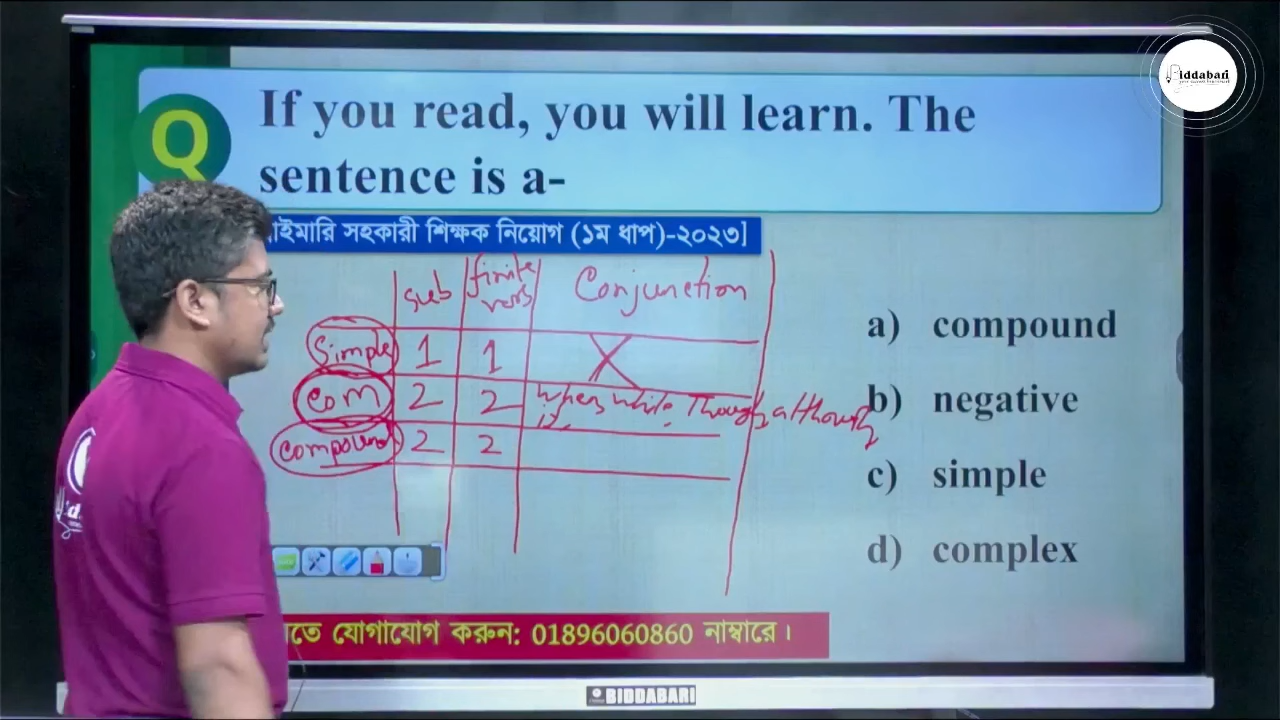 Biddabari
Q
If you read, you will learn. The
sentence is a-
াইমারি সহকারী শিক্ষক নিয়োগ (১ম ধাপ)-২০২৩]
sub finite verb Conjunction
Simple 1 1 X
Com 2 2 when, while, Though, although
if,
Compound 2 2
a) compound
b) negative
c) simple
d) complex
তে যোগাযোগ করুন: 01896060860 নাম্বারে।
BIDDABARI